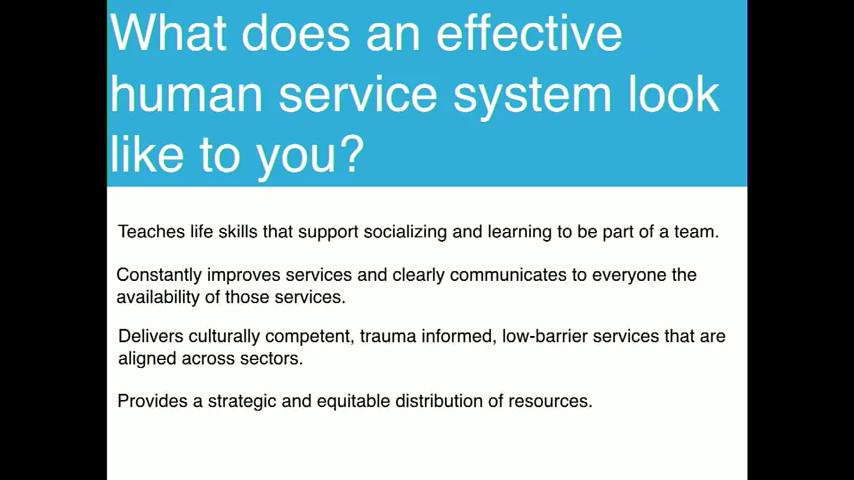 What does an effective
human service system look
like to you?
Teaches life skills that support socializing and learning to be part of a team.
Constantly improves services and clearly communicates to everyone the
availability of those services.
Delivers culturally competent, trauma informed, low-barrier services that are
aligned across sectors.
Provides a strategic and equitable distribution of resources.